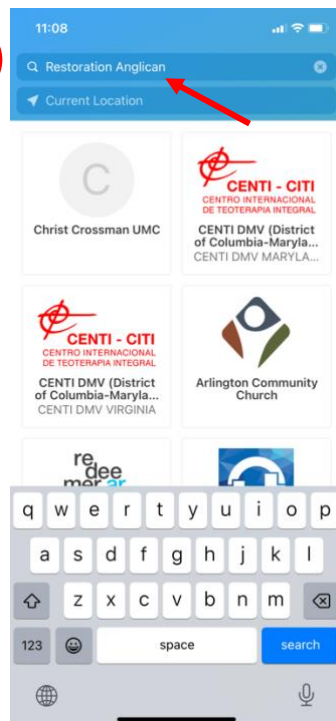 11:08
Restoration Anglican
Current Location
C
CENTI - CITI
CENTRO INTERNACIONAL
DE TEOTERAPIA INTEGRAL
Christ Crossman UMC
CENTI DMV (District
of Columbia-Maryla...
CENTI DMV MARYLA...
CENTI - CITI
CENTRO INTERNACIONAL
DE TEOTERAPIA INTEGRAL
CENTI DMV (District
of Columbia-Maryla...
CENTI DMV VIRGINIA
Arlington Community
Church
re
dee
mer ar
q w e r t y u i o p
a s d f g h j k l
z x c v b n m
123 space search